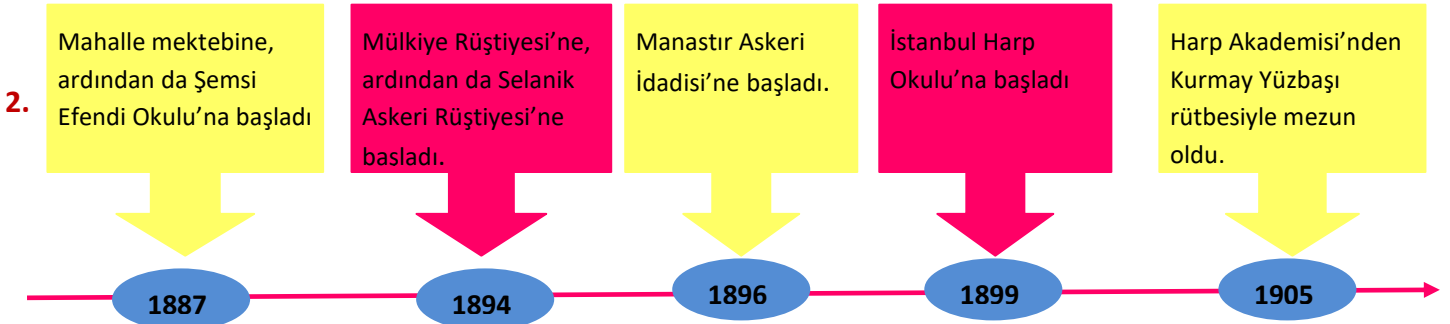 2.
Mahalle mektebine,
ardından da Şemsi
Efendi Okulu’na başladı
Mülkiye Rüştiyesi’ne,
ardından da Selanik
Askeri Rüştiyesi’ne
başladı.
Manastır Askeri
İdadisi’ne başladı.
İstanbul Harp
Okulu’na başladı
Harp Akademisi’nden
Kurmay Yüzbaşı
rütbesiyle mezun
oldu.
1887
1894
1896
1899
1905